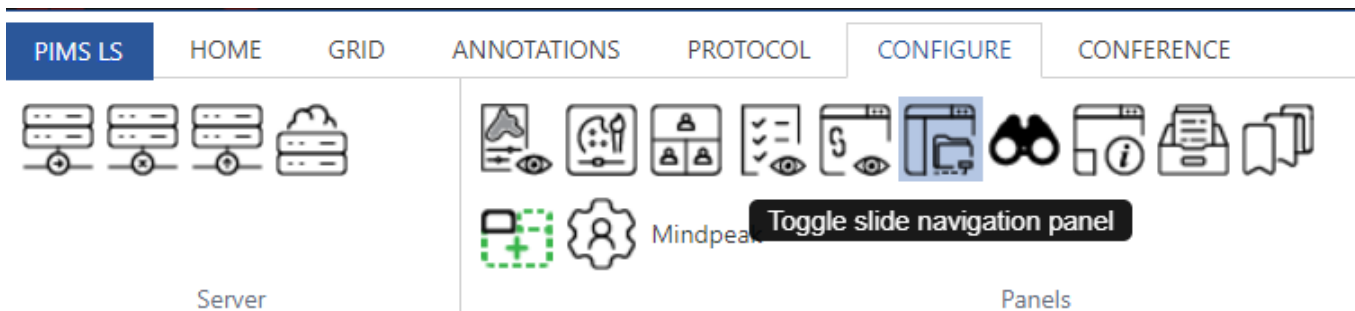 PIMS LS HOME GRID ANNOTATIONS PROTOCOL CONFIGURE CONFERENCE
Mindpeak Toggle slide navigation panel
Server Panels